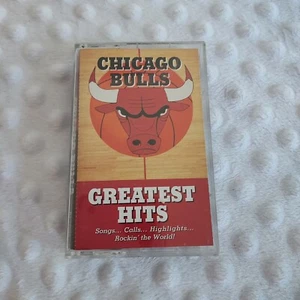 CHICAGO
BULLS
GREATEST
HITS
Songs... Calls... Highlights...
Rockin' the World!